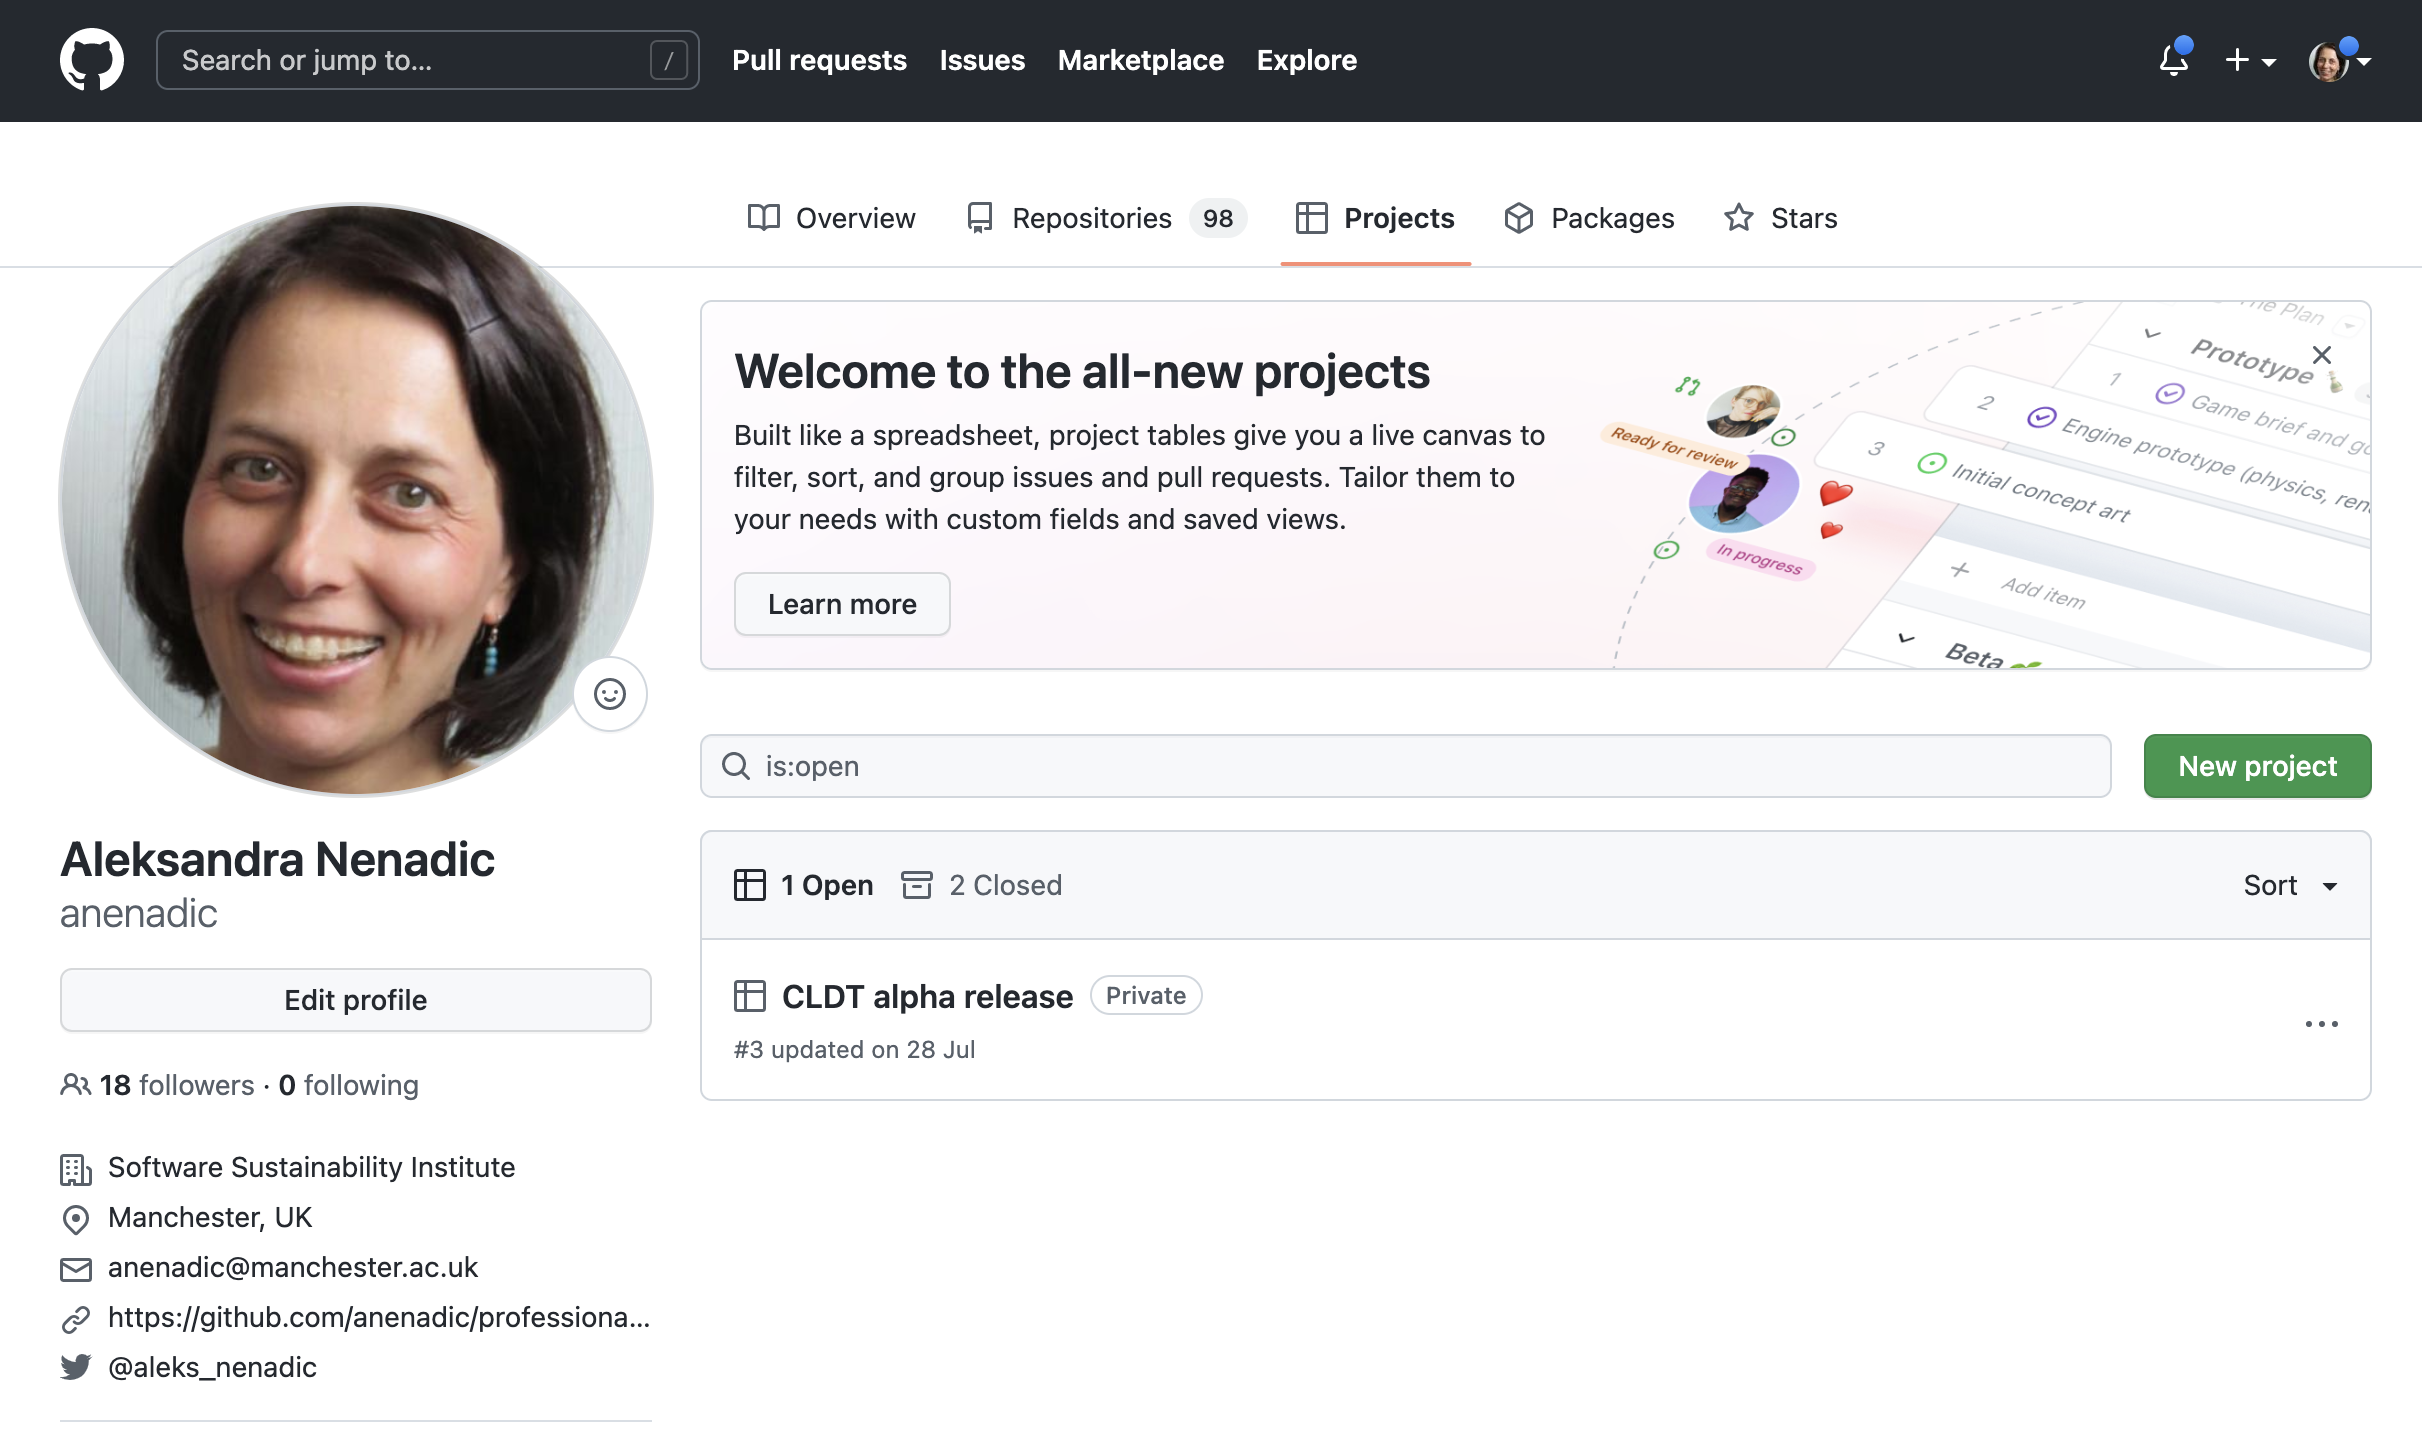 Search or jump to...
/
Pull requests
Issues
Marketplace
Explore
Overview
Repositories 98
Projects
Packages
Stars
Welcome to the all-new projects
Built like a spreadsheet, project tables give you a live canvas to
filter, sort, and group issues and pull requests. Tailor them to
your needs with custom fields and saved views.
Learn more
Ready for review
In progress
The Plan
Prototype
1 Game brief and
2 Engine prototype (physics,
3 Initial concept art
+ Add item
Beta
is:open
New project
1 Open
2 Closed
Sort
CLDT alpha release Private
#3 updated on 28 Jul
Aleksandra Nenadic
anenadic
Edit profile
18 followers · 0 following
Software Sustainability Institute
Manchester, UK
anenadic@manchester.ac.uk
https://github.com/anenadic/professiona...
@aleks_nenadic